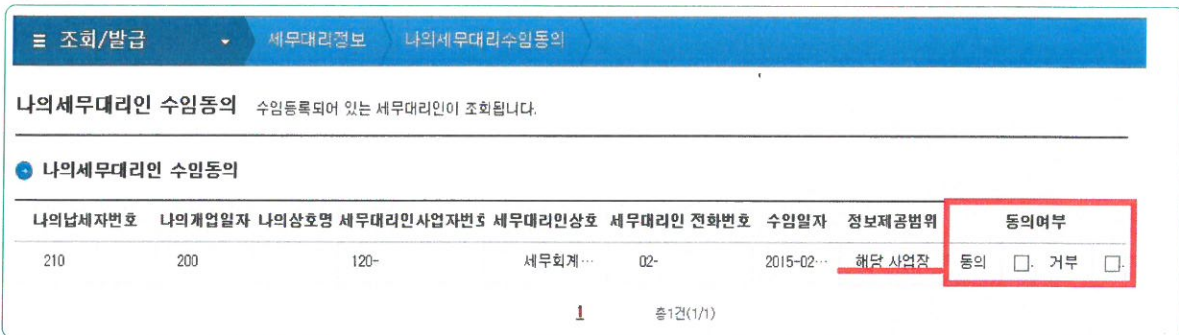 ≡ 조회/발급 세무대리정보 나의세무대리수임동의
나의세무대리인 수임동의 수임등록되어 있는 세무대리인이 조회됩니다.
나의세무대리인 수임동의
나의납세자번호 나의개업일자 나의상호명 세무대리인사업자번호 세무대리인상호 세무대리인 전화번호 수임일자 정보제공범위 동의여부
210 200 120- 세무회계··· 02- 2015-02··· 해당 사업장 동의 □. 거부 □.
1 총1건(1/1)